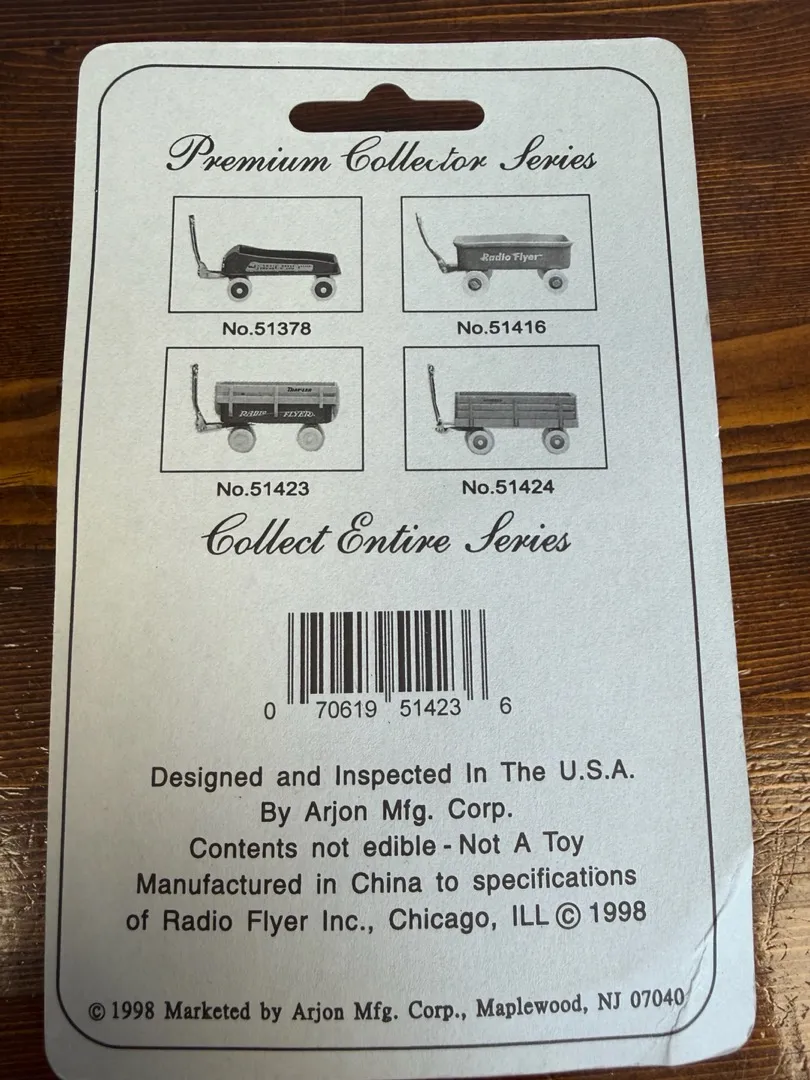 Premium Collector Series
Radio Flyer
No.51378 No.51416
Town-Lad
RADIO FLYER
No.51423 No.51424
Collect Entire Series
0 70619 51423 6
Designed and Inspected In The U.S.A.
By Arjon Mfg. Corp.
Contents not edible - Not A Toy
Manufactured in China to specifications
of Radio Flyer Inc., Chicago, ILL © 1998
© 1998 Marketed by Arjon Mfg. Corp., Maplewood, NJ 07040